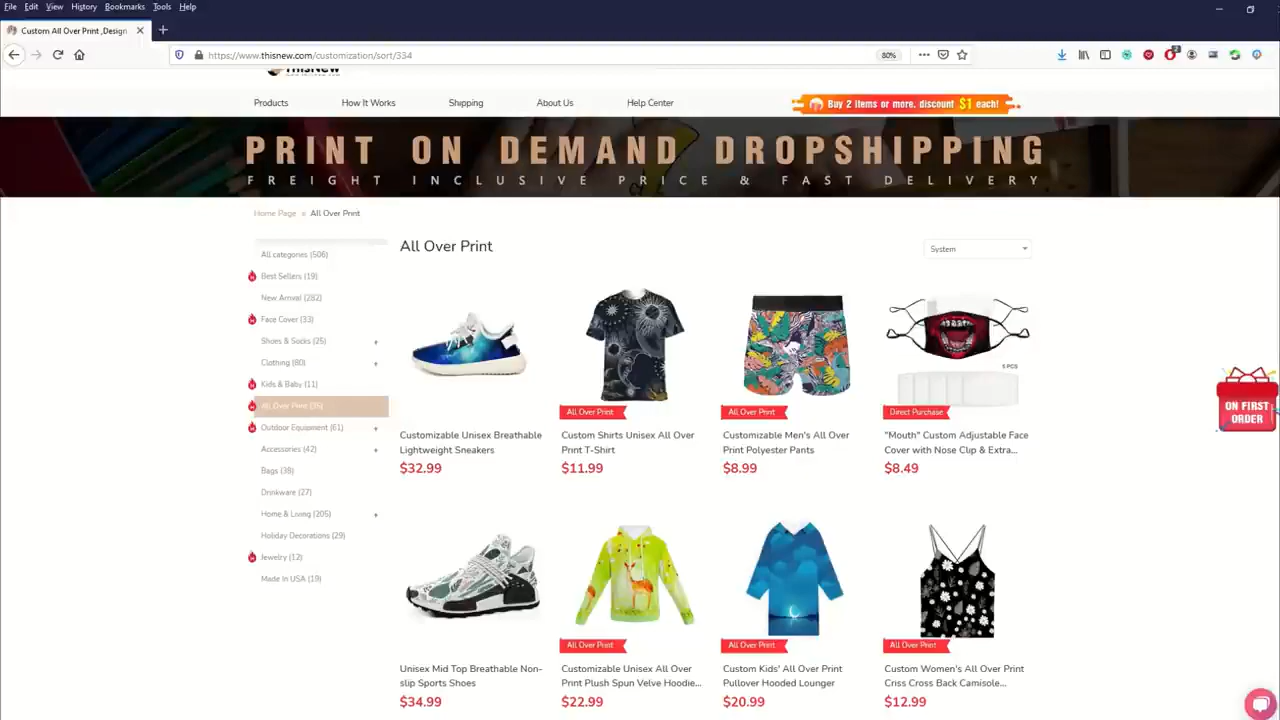 File Edit View History Bookmarks Tools Help
Custom All Over Print ,Design
https://www.thisnew.com/customization/sort/334
80%
ThisNew
Products How It Works Shipping About Us Help Center
Buy 2 items or more, discount $1 each!
PRINT ON DEMAND DROPSHIPPING
FREIGHT INCLUSIVE PRICE & FAST DELIVERY
Home Page » All Over Print
All categories (506)
Best Sellers (19)
New Arrival (282)
Face Cover (33)
Shoes & Socks (25) +
Clothing (80) +
Kids & Baby (11)
All Over Print (35)
Outdoor Equipment (61) +
Accessories (42) +
Bags (38)
Drinkware (27)
Home & Living (205) +
Holiday Decorations (29)
Jewelry (12)
Made In USA (19)
All Over Print
System
5 PCS
All Over Print
All Over Print
Direct Purchase
Customizable Unisex Breathable
Lightweight Sneakers
$32.99
Custom Shirts Unisex All Over
Print T-Shirt
$11.99
Customizable Men's All Over
Print Polyester Pants
$8.99
"Mouth" Custom Adjustable Face
Cover with Nose Clip & Extra...
$8.49
All Over Print
All Over Print
All Over Print
Unisex Mid Top Breathable Non-
slip Sports Shoes
$34.99
Customizable Unisex All Over
Print Plush Spun Velve Hoodie...
$22.99
Custom Kids' All Over Print
Pullover Hooded Lounger
$20.99
Custom Women's All Over Print
Criss Cross Back Camisole...
$12.99
ON FIRST
ORDER